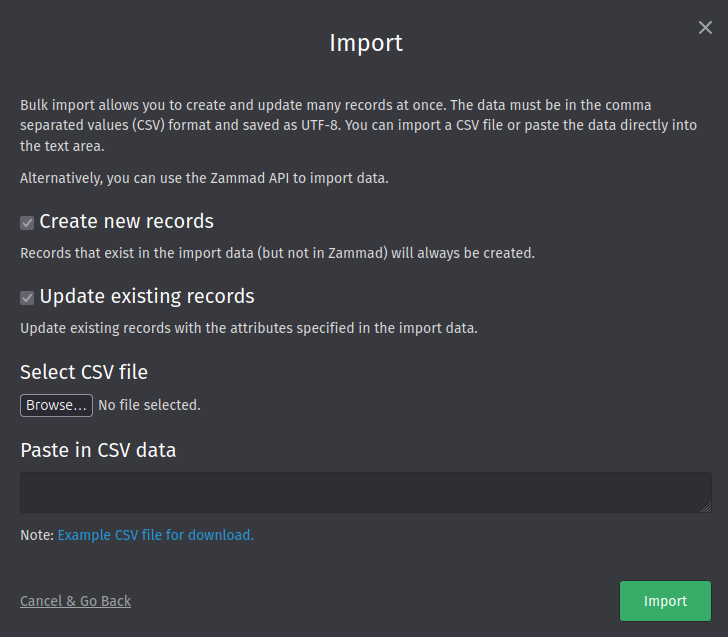 Import
Bulk import allows you to create and update many records at once. The data must be in the comma
separated values (CSV) format and saved as UTF-8. You can import a CSV file or paste the data directly into
the text area.
Alternatively, you can use the Zammad API to import data.
Create new records
Records that exist in the import data (but not in Zammad) will always be created.
Update existing records
Update existing records with the attributes specified in the import data.
Select CSV file
Browse... No file selected.
Paste in CSV data
Note: Example CSV file for download.
Cancel & Go Back
Import